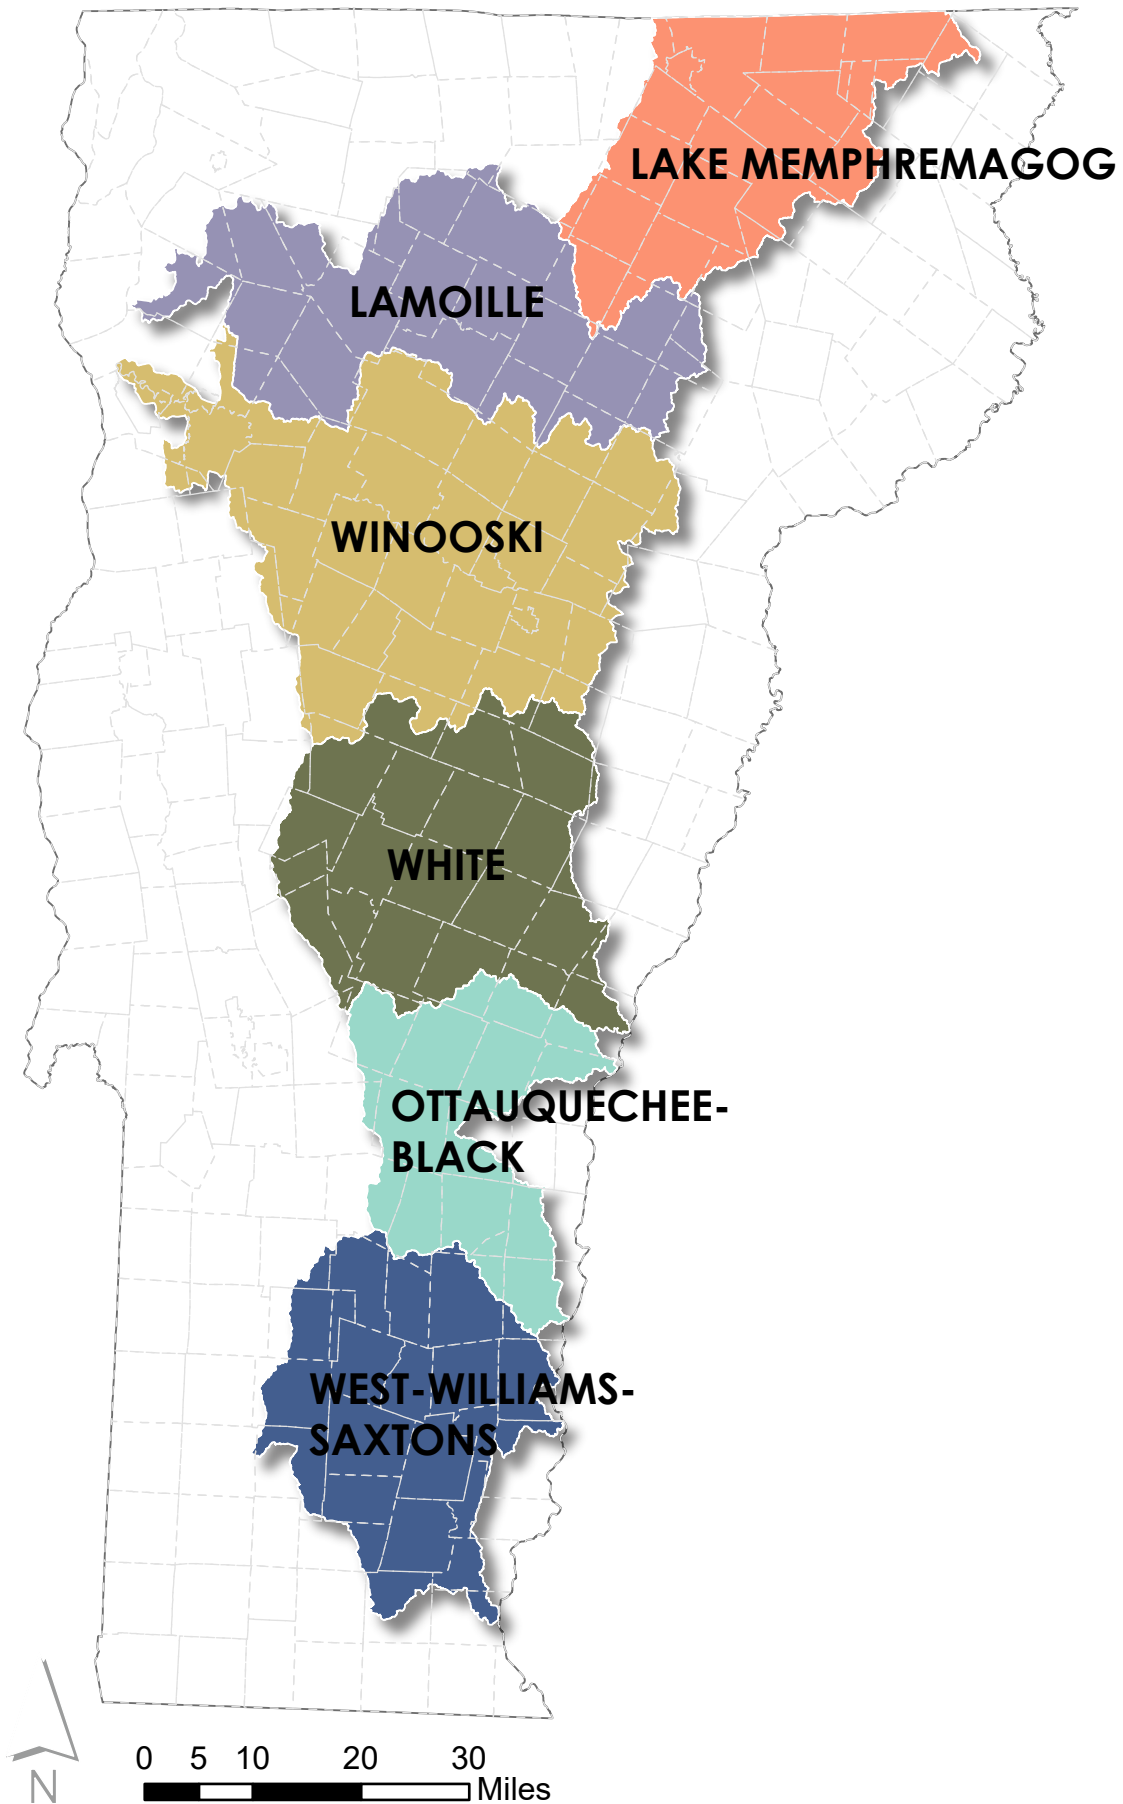 LAKE MEMPHREMAGOG
LAMOILLE
WINOOSKI
WHITE
OTTAUQUECHEE-
BLACK
WEST-WILLIAMS-
SAXTONS
N
0 5 10 20 30
Miles